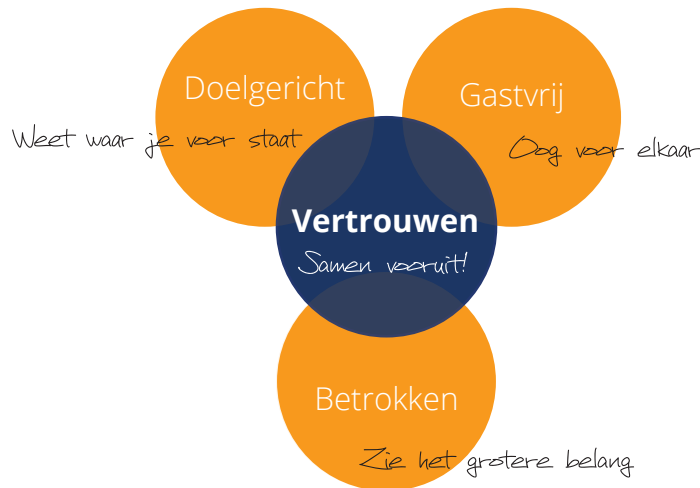 Doelgericht
Weet waar je voor staat
Gastvrij
Oog voor elkaar
Vertrouwen
Samen vooruit!
Betrokken
Zie het grotere belang